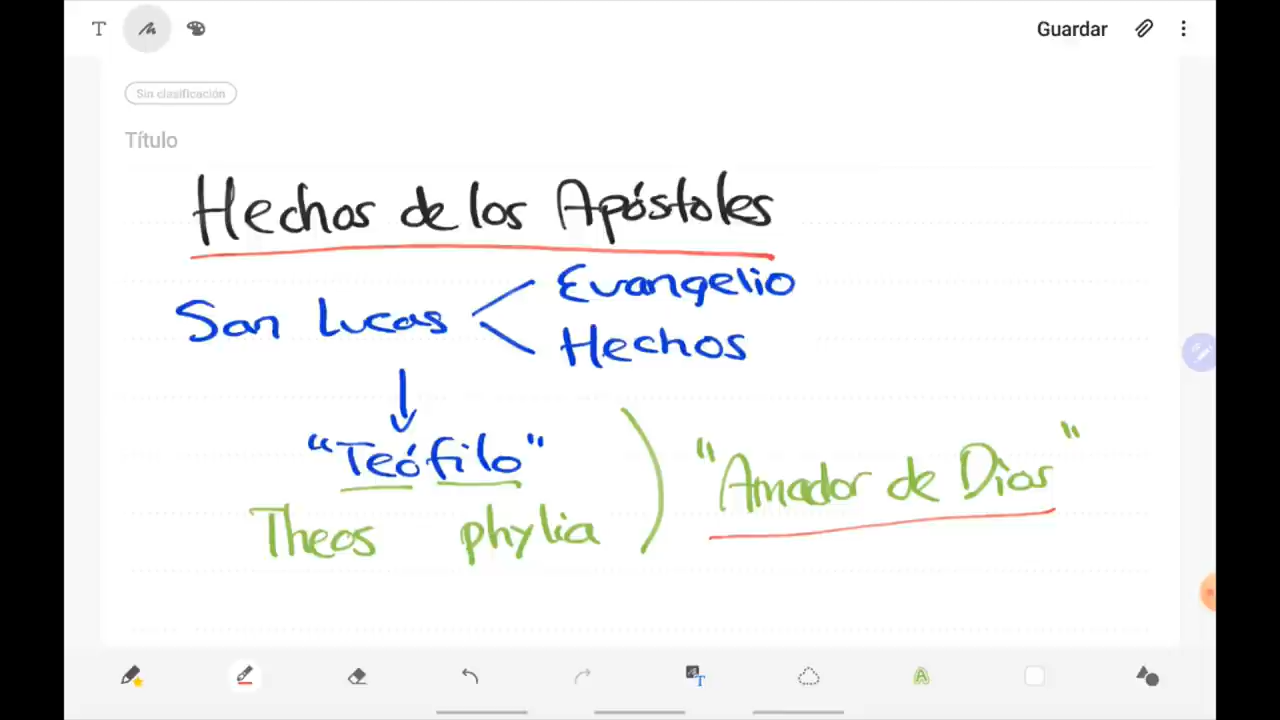 T
Guardar
Sin clasificación
Título
Hechos de los Apóstoles
San Lucas
Evangelio
Hechos
"Teófilo"
Theos phylia
"Amador de Dios"